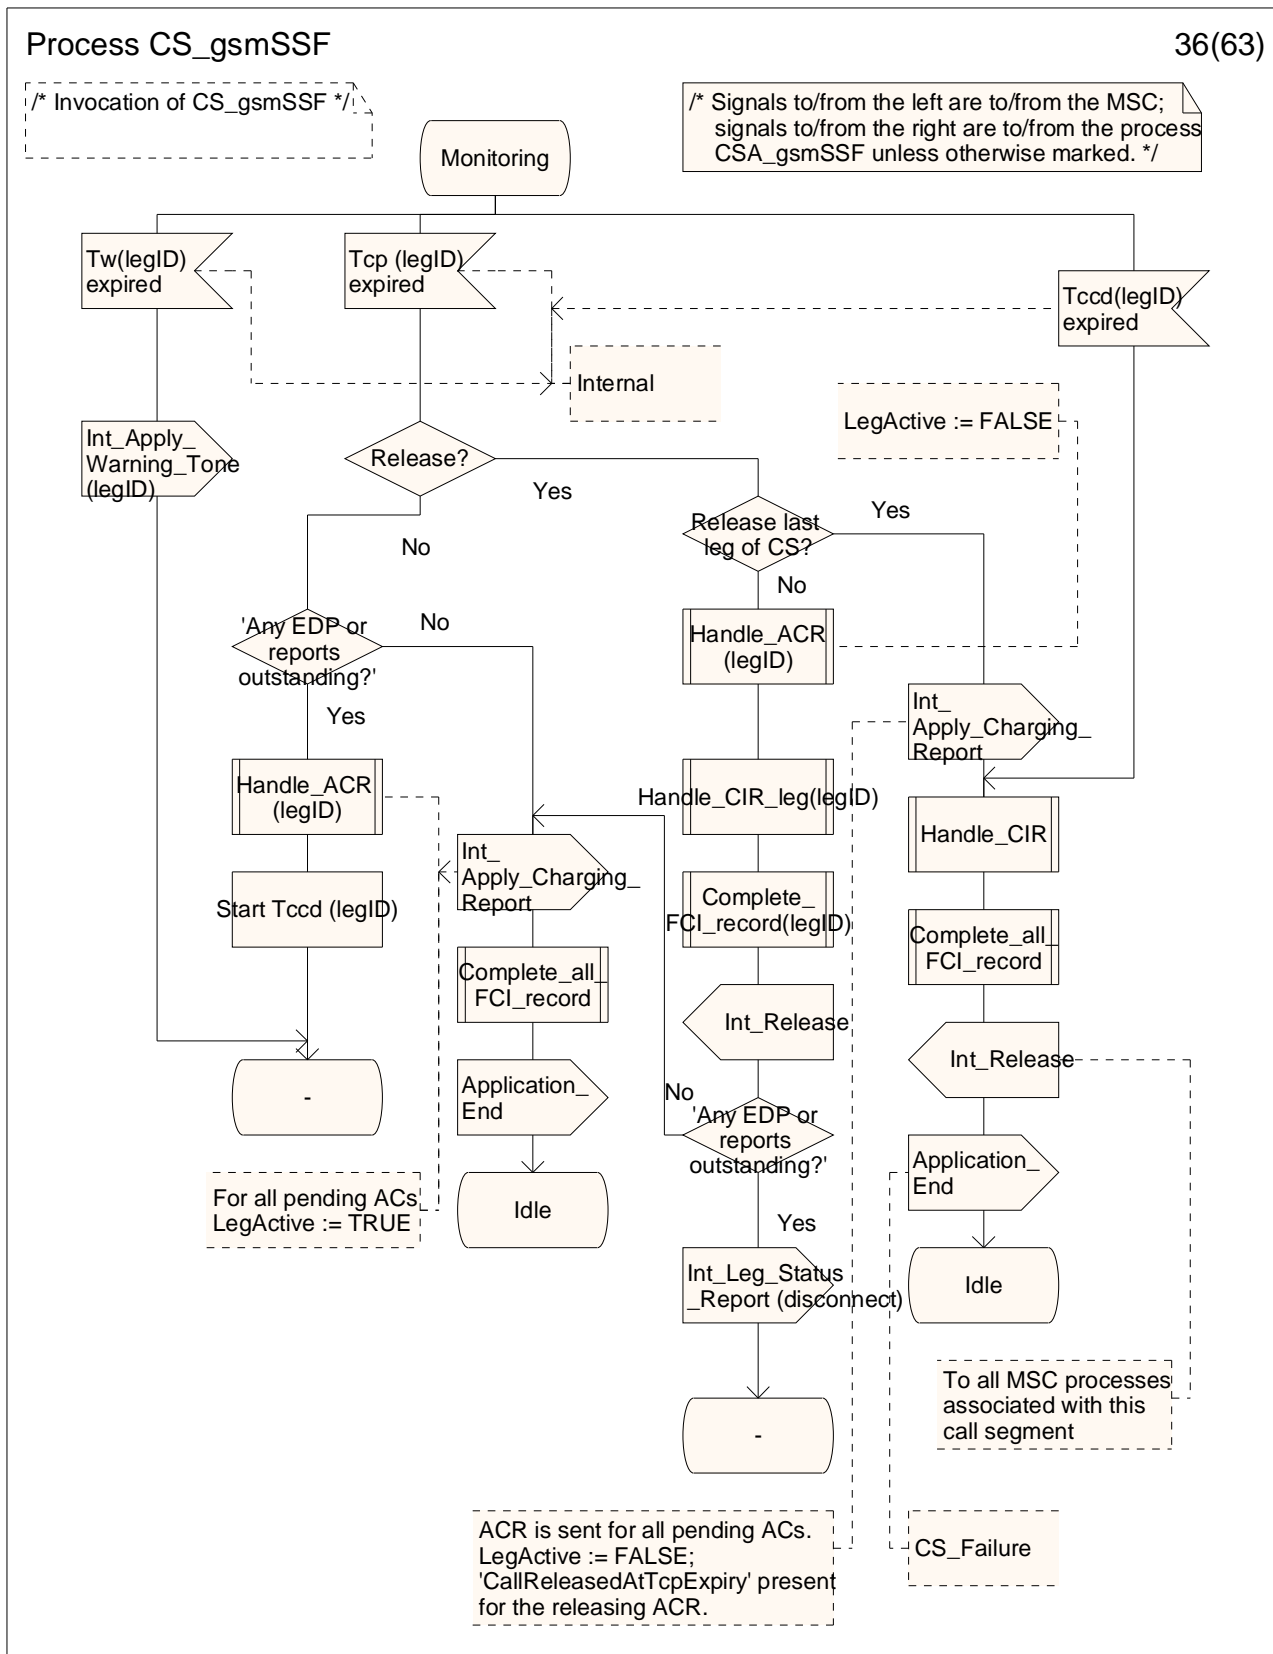 Process CS_gsmSSF
36(63)
/* Invocation of CS_gsmSSF */
/* Signals to/from the left are to/from the MSC;
signals to/from the right are to/from the process
CSA_gsmSSF unless otherwise marked. */
Monitoring
Tw(legID)
expired
Tcp (legID)
expired
Tccd(legID)
expired
Internal
LegActive := FALSE
Int_Apply_
Warning_Tone
(legID)
Release?
Yes
No
Release last
leg of CS?
Yes
No
'Any EDP or
reports
outstanding?'
No
Yes
Handle_ACR
(legID)
Int_
Apply_Charging_
Report
Handle_ACR
(legID)
Handle_CIR_leg(legID)
Handle_CIR
Int_
Apply_Charging_
Report
Start Tccd (legID)
Complete_
FCI_record(legID)
Complete_all_
FCI_record
Complete_all_
FCI_record
Int_Release
Int_Release
-
Application_
End
No
'Any EDP or
reports
outstanding?'
Yes
Application_
End
For all pending ACs
LegActive := TRUE
Idle
Int_Leg_Status
_Report (disconnect)
Idle
To all MSC processes
associated with this
call segment
-
ACR is sent for all pending ACs.
LegActive := FALSE;
'CallReleasedAtTcpExpiry' present
for the releasing ACR.
CS_Failure